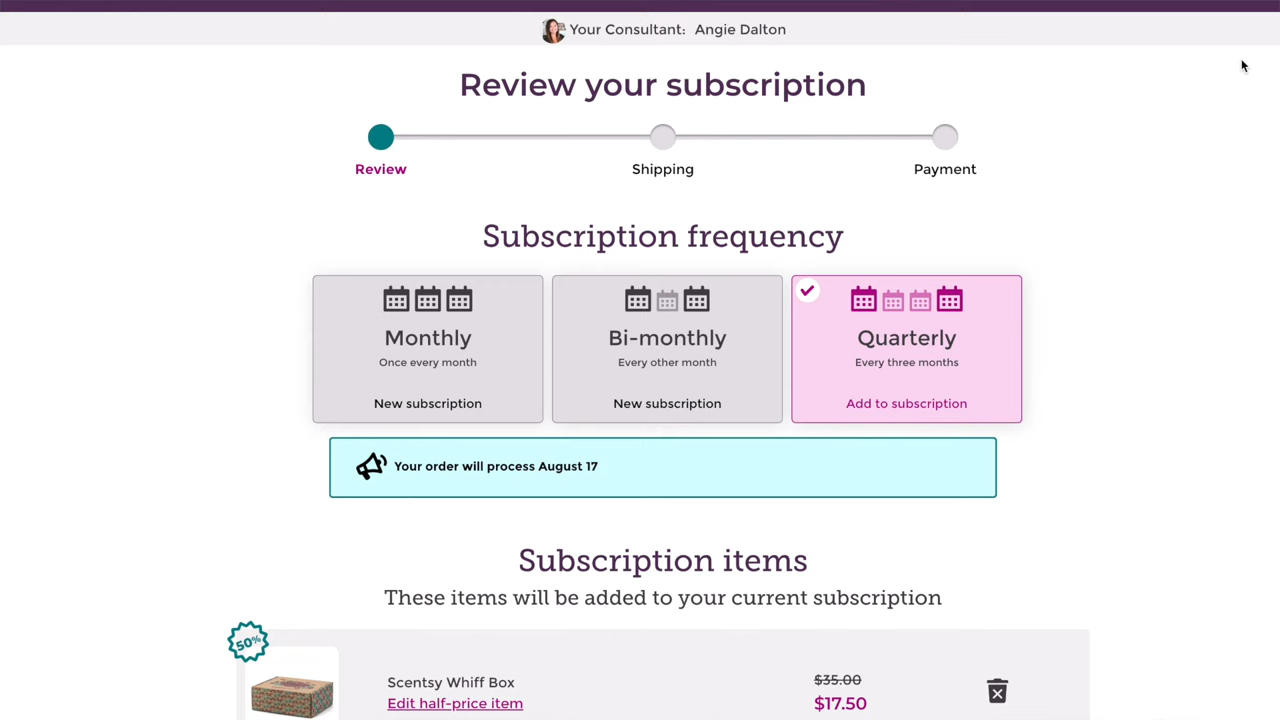 Your Consultant: Angie Dalton
Review your subscription
Review
Shipping
Payment
Subscription frequency
Monthly
Once every month
New subscription
Bi-monthly
Every other month
New subscription
Quarterly
Every three months
Add to subscription
Your order will process August 17
Subscription items
These items will be added to your current subscription
50%
Scentsy Whiff Box
Edit half-price item
$35.00
$17.50